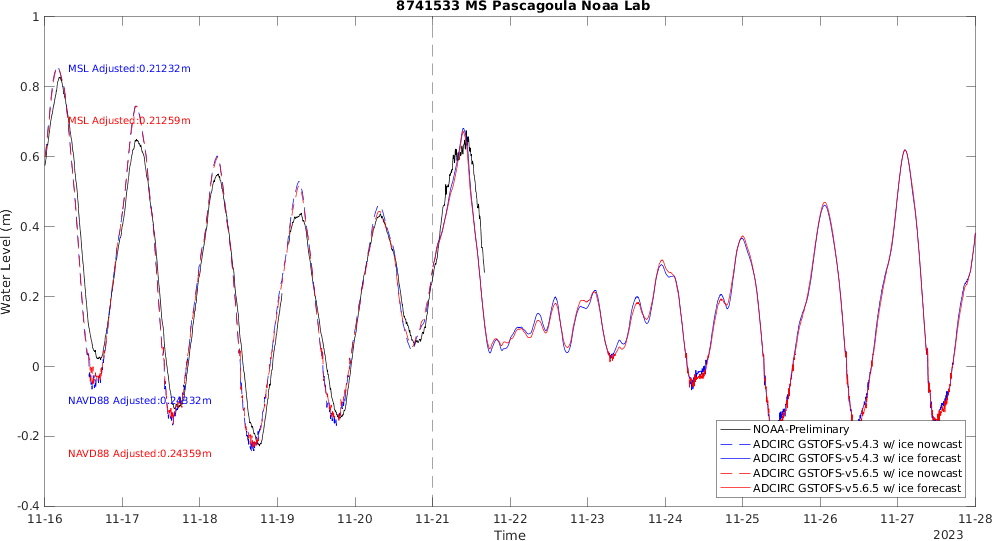 8741533 MS Pascagoula Noaa Lab
1
0.8
0.6
0.4
0.2
0
-0.2
-0.4
Water Level (m)
MSL Adjusted:0.21232m
MSL Adjusted:0.21259m
NAVD88 Adjusted:0.24332m
NAVD88 Adjusted:0.24359m
NOAA-Preliminary
ADCIRC GSTOFS-v5.4.3 w/ ice nowcast
ADCIRC GSTOFS-v5.4.3 w/ ice forecast
ADCIRC GSTOFS-v5.6.5 w/ ice nowcast
ADCIRC GSTOFS-v5.6.5 w/ ice forecast
11-16 11-17 11-18 11-19 11-20 11-21 11-22 11-23 11-24 11-25 11-26 11-27 11-28
Time
2023